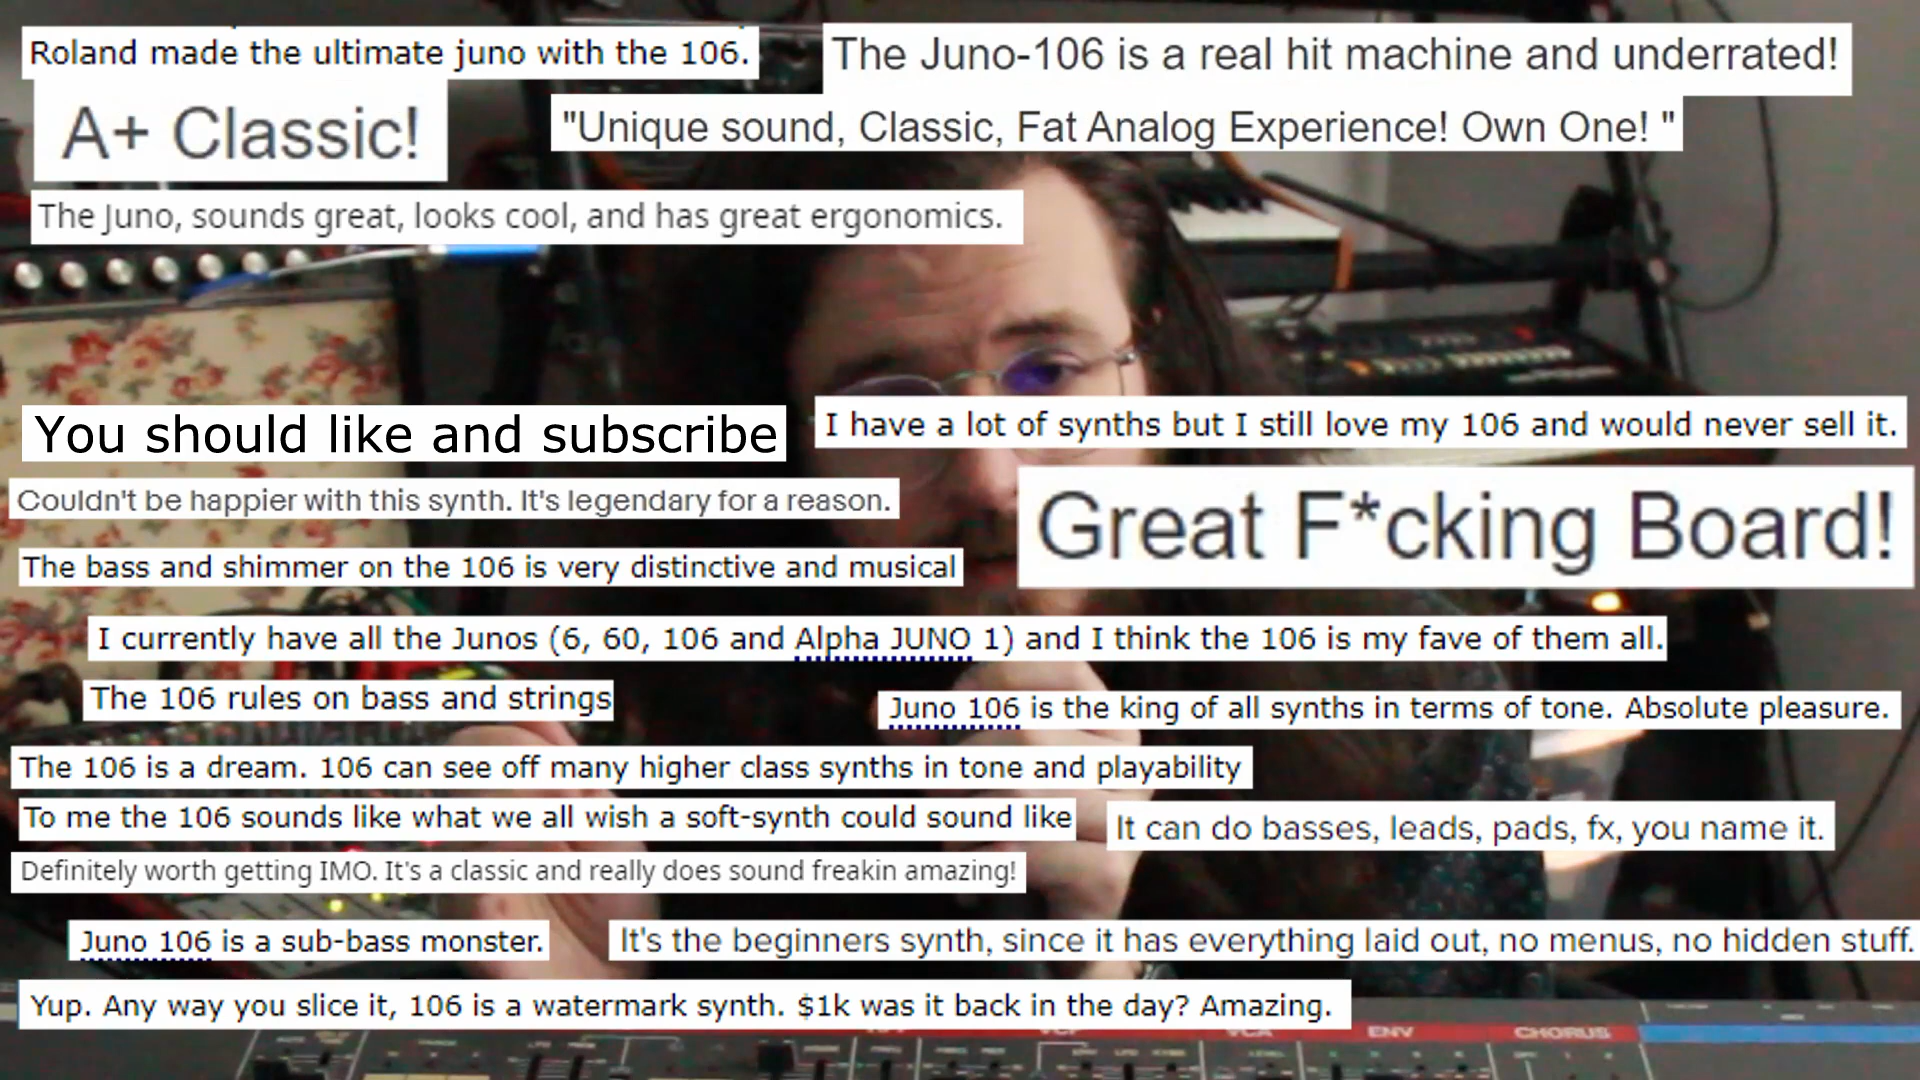 Roland made the ultimate juno with the 106.
The Juno-106 is a real hit machine and underrated!
A+ Classic!
"Unique sound, Classic, Fat Analog Experience! Own One! "
The Juno, sounds great, looks cool, and has great ergonomics.
You should like and subscribe
I have a lot of synths but I still love my 106 and would never sell it.
Couldn't be happier with this synth. It's legendary for a reason.
Great F*cking Board!
The bass and shimmer on the 106 is very distinctive and musical
I currently have all the Junos (6, 60, 106 and Alpha JUNO 1) and I think the 106 is my fave of them all.
The 106 rules on bass and strings
Juno 106 is the king of all synths in terms of tone. Absolute pleasure.
The 106 is a dream. 106 can see off many higher class synths in tone and playability
To me the 106 sounds like what we all wish a soft-synth could sound like
It can do basses, leads, pads, fx, you name it.
Definitely worth getting IMO. It's a classic and really does sound freakin amazing!
Juno 106 is a sub-bass monster.
It's the beginners synth, since it has everything laid out, no menus, no hidden stuff.
Yup. Any way you slice it, 106 is a watermark synth. $1k was it back in the day? Amazing.
VCF VCA ENV CHORUS